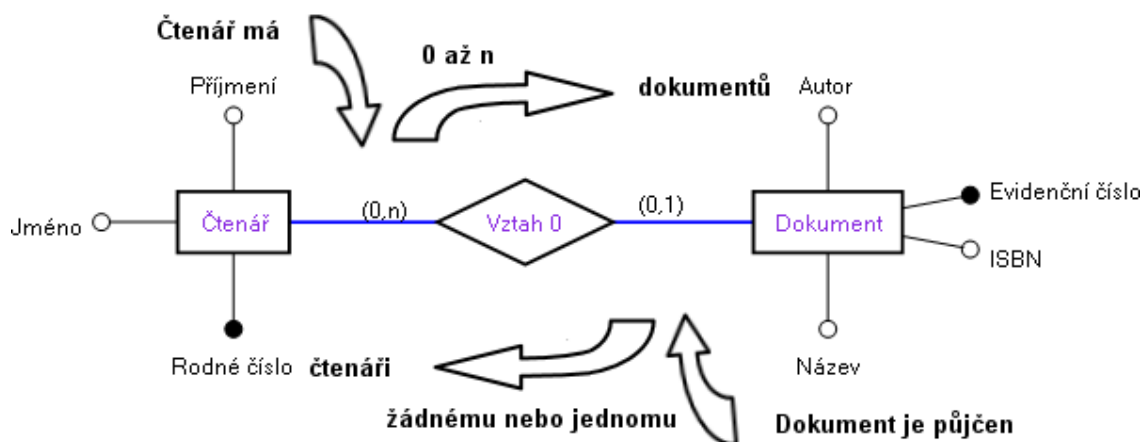 Čtenář má
0 až n
dokumentů
Příjmení
Autor
Jméno
Čtenář
(0,n)
Vztah 0
(0,1)
Dokument
Evidenční číslo
ISBN
Rodné číslo
čtenáři
Název
žádnému nebo jednomu
Dokument je půjčen